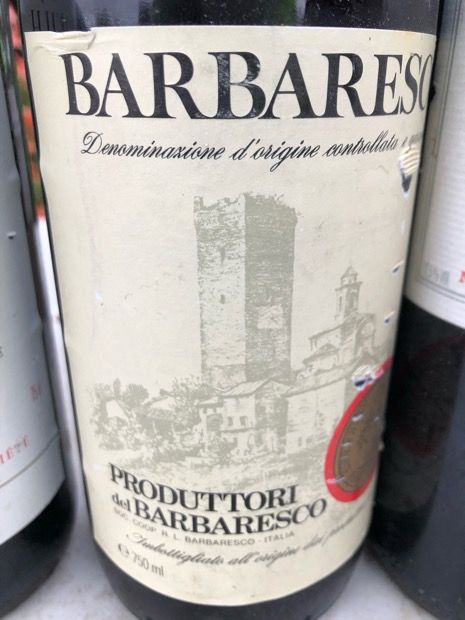 BARBARESC
Denominazione d'origine controllata e
PRODUTTORI
del BARBARESCO
SOC. COOP. R. L. BARBARESCO - ITALIA
Imbottigliato all'origine dai
e 750 ml